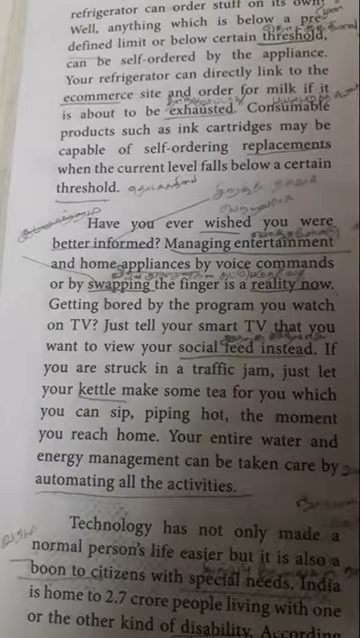 refrigerator can order stuff on its own!
Well, anything which is below a pre-
defined limit or below certain threshold,
can be self-ordered by the appliance.
Your refrigerator can directly link to the
ecommerce site and order for milk if it
is about to be exhausted. Consumable
products such as ink cartridges may be
capable of self-ordering replacements
when the current level falls below a certain
threshold.
Have you ever wished you were
better informed? Managing entertainment
and home appliances by voice commands
or by swapping the finger is a reality now.
Getting bored by the program you watch
on TV? Just tell your smart TV that you
want to view your social feed instead. If
you are struck in a traffic jam, just let
your kettle make some tea for you which
you can sip, piping hot, the moment
you reach home. Your entire water and
energy management can be taken care by
automating all the activities.
Technology has not only made a
normal person's life easier but it is also a
boon to citizens with special needs. India
is home to 2.7 crore people living with one
or the other kind of disability. According